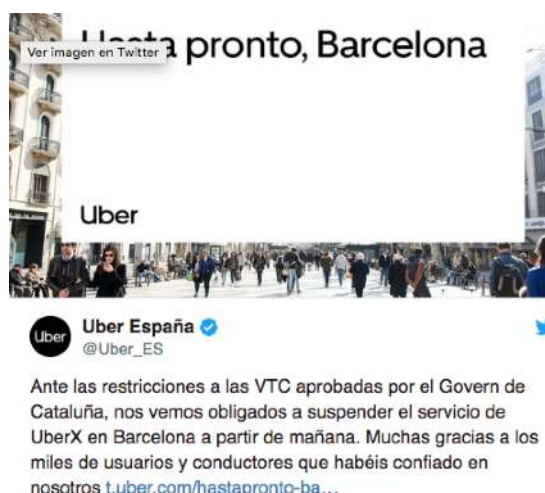 Hasta pronto, Barcelona
Ver imagen en Twitter
Uber
Uber
Uber España
@Uber_ES
Ante las restricciones a las VTC aprobadas por el Govern de
Cataluña, nos vemos obligados a suspender el servicio de
UberX en Barcelona a partir de mañana. Muchas gracias a los
miles de usuarios y conductores que habéis confiado en
nosotros t.uber.com/hastapronto-ba…